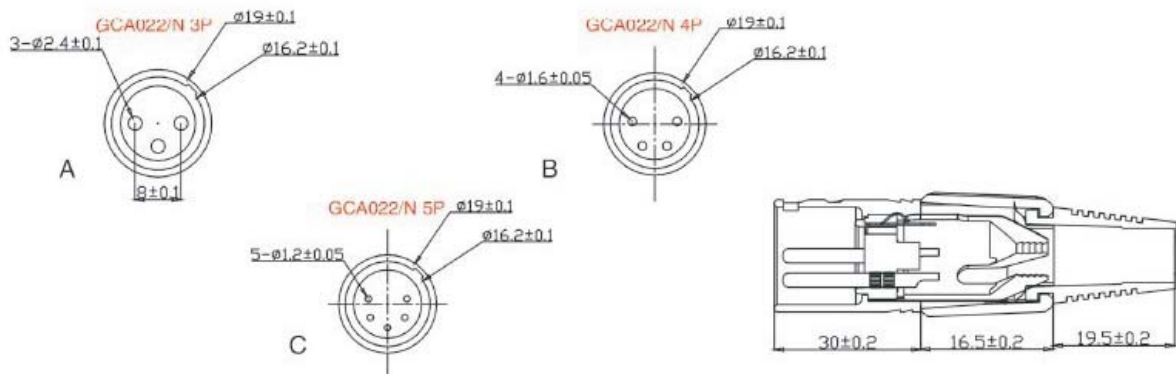 GCA022/N 3P
ø19±0.1
3-ø2.4±0.1
ø16.2±0.1
A
8±0.1
GCA022/N 4P
ø19±0.1
ø16.2±0.1
4-ø1.6±0.05
B
GCA022/N 5P
ø19±0.1
ø16.2±0.1
5-ø1.2±0.05
C
30±0.2
16.5±0.2
19.5±0.2